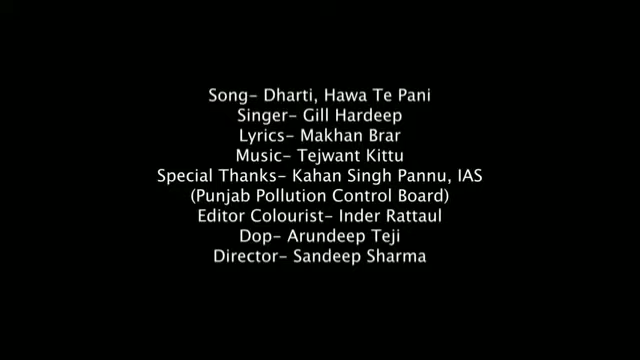 Song- Dharti, Hawa Te Pani
Singer- Gill Hardeep
Lyrics- Makhan Brar
Music- Tejwant Kittu
Special Thanks- Kahan Singh Pannu, IAS
(Punjab Pollution Control Board)
Editor Colourist- Inder Rattaul
Dop- Arundeep Teji
Director- Sandeep Sharma